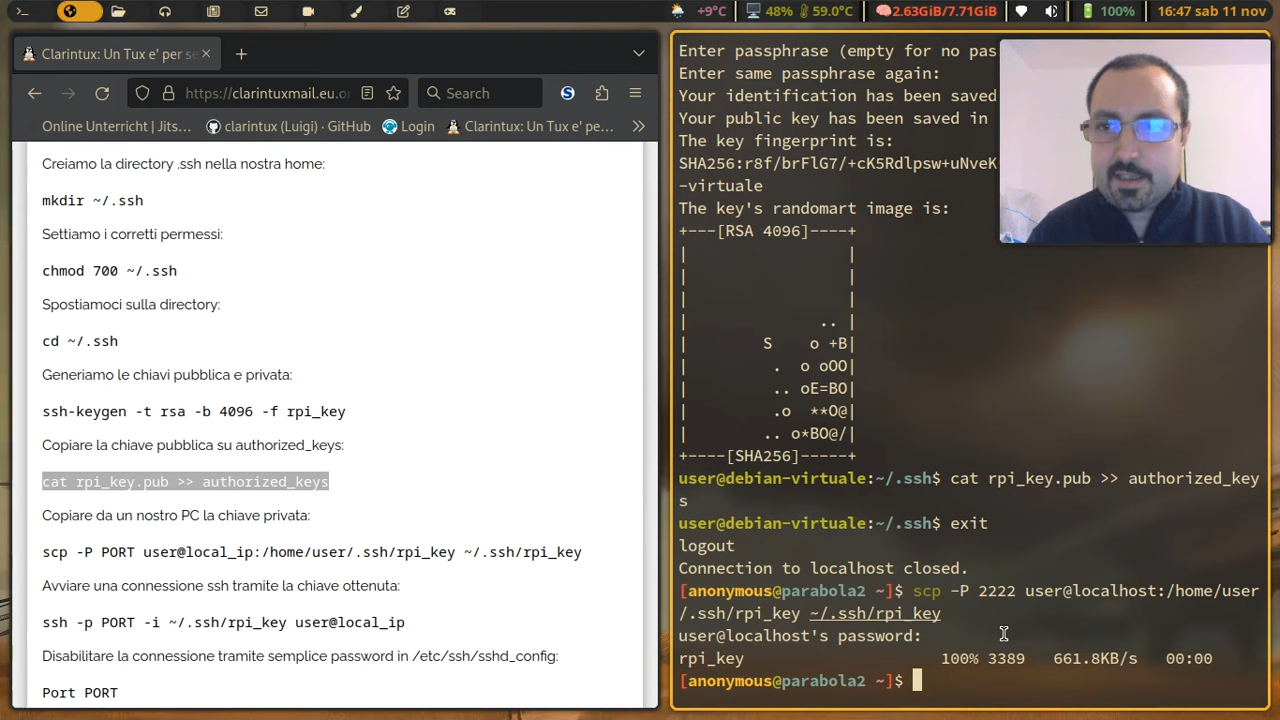 >_
+9°C 48% 59.0°C 2.63GiB/7.71GiB 100% 16:47 sab 11 nov
Clarintux: Un Tux e' per se
https://clarintuxmail.eu.or
Search
Online Unterricht | Jits…
clarintux (Luigi) · GitHub
Login
Clarintux: Un Tux e' pe…
Creiamo la directory .ssh nella nostra home:
mkdir ~/.ssh
Settiamo i corretti permessi:
chmod 700 ~/.ssh
Spostiamoci sulla directory:
cd ~/.ssh
Generiamo le chiavi pubblica e privata:
ssh-keygen -t rsa -b 4096 -f rpi_key
Copiare la chiave pubblica su authorized_keys:
cat rpi_key.pub >> authorized_keys
Copiare da un nostro PC la chiave privata:
scp -P PORT user@local_ip:/home/user/.ssh/rpi_key ~/.ssh/rpi_key
Avviare una connessione ssh tramite la chiave ottenuta:
ssh -p PORT -i ~/.ssh/rpi_key user@local_ip
Disabilitare la connessione tramite semplice password in /etc/ssh/sshd_config:
Port PORT
Enter passphrase (empty for no pas
Enter same passphrase again:
Your identification has been saved
Your public key has been saved in
The key fingerprint is:
SHA256:r8f/brFlG7/+cK5Rdlpsw+uNveK
-virtuale
The key's randomart image is:
+---[RSA 4096]----+
|                 |
|                 |
|                 |
|              .. |
|        S    o +B|
|         .  o oOO|
|         .. oE=BO|
|         .o  **O@|
|        .. o*BO@/|
+----[SHA256]-----+
user@debian-virtuale:~/.ssh$ cat rpi_key.pub >> authorized_key
s
user@debian-virtuale:~/.ssh$ exit
logout
Connection to localhost closed.
[anonymous@parabola2 ~]$ scp -P 2222 user@localhost:/home/user
/.ssh/rpi_key ~/.ssh/rpi_key
user@localhost's password:
rpi_key 100% 3389 661.8KB/s 00:00
[anonymous@parabola2 ~]$